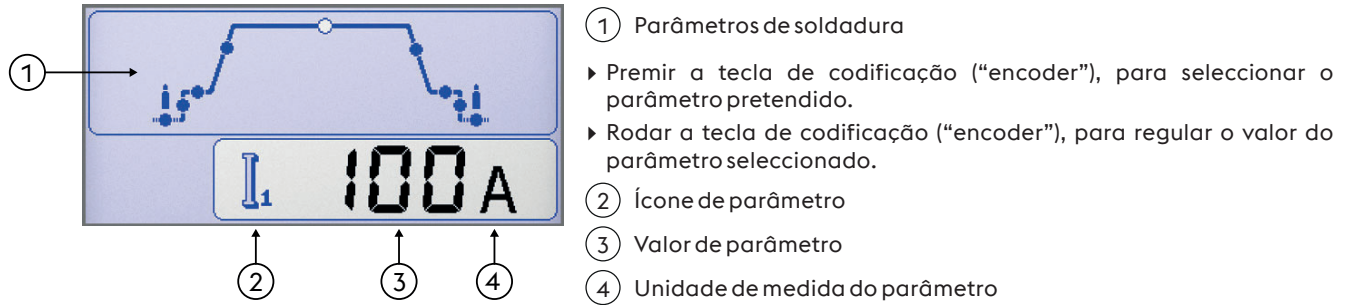 1 Parâmetros de soldadura
1
▸ Premir a tecla de codificação (“encoder”), para seleccionar o
parâmetro pretendido.
▸ Rodar a tecla de codificação (“encoder”), para regular o valor do
parâmetro seleccionado.
I1 100 A
2 Ícone de parâmetro
3 Valor de parâmetro
2 3 4
4 Unidade de medida do parâmetro